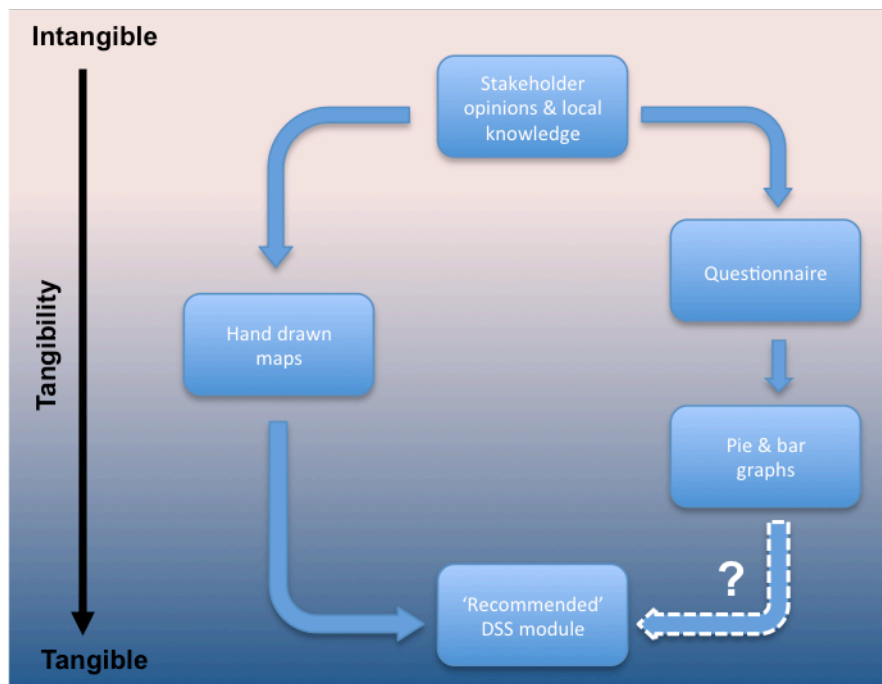 Intangible
Stakeholder
opinions & local
knowledge
Questionnaire
Hand drawn
maps
Tangibility
Pie & bar
graphs
?
‘Recommended’
DSS module
Tangible